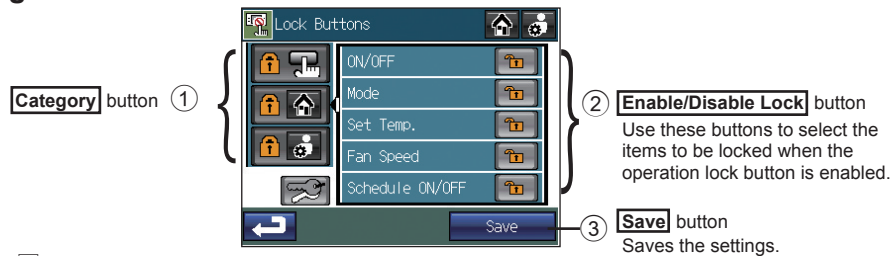 Lock Buttons
Category button ①
ON/OFF
Mode
Set Temp.
Fan Speed
Schedule ON/OFF
Save
② Enable/Disable Lock button
Use these buttons to select the
items to be locked when the
operation lock button is enabled.
③ Save button
Saves the settings.